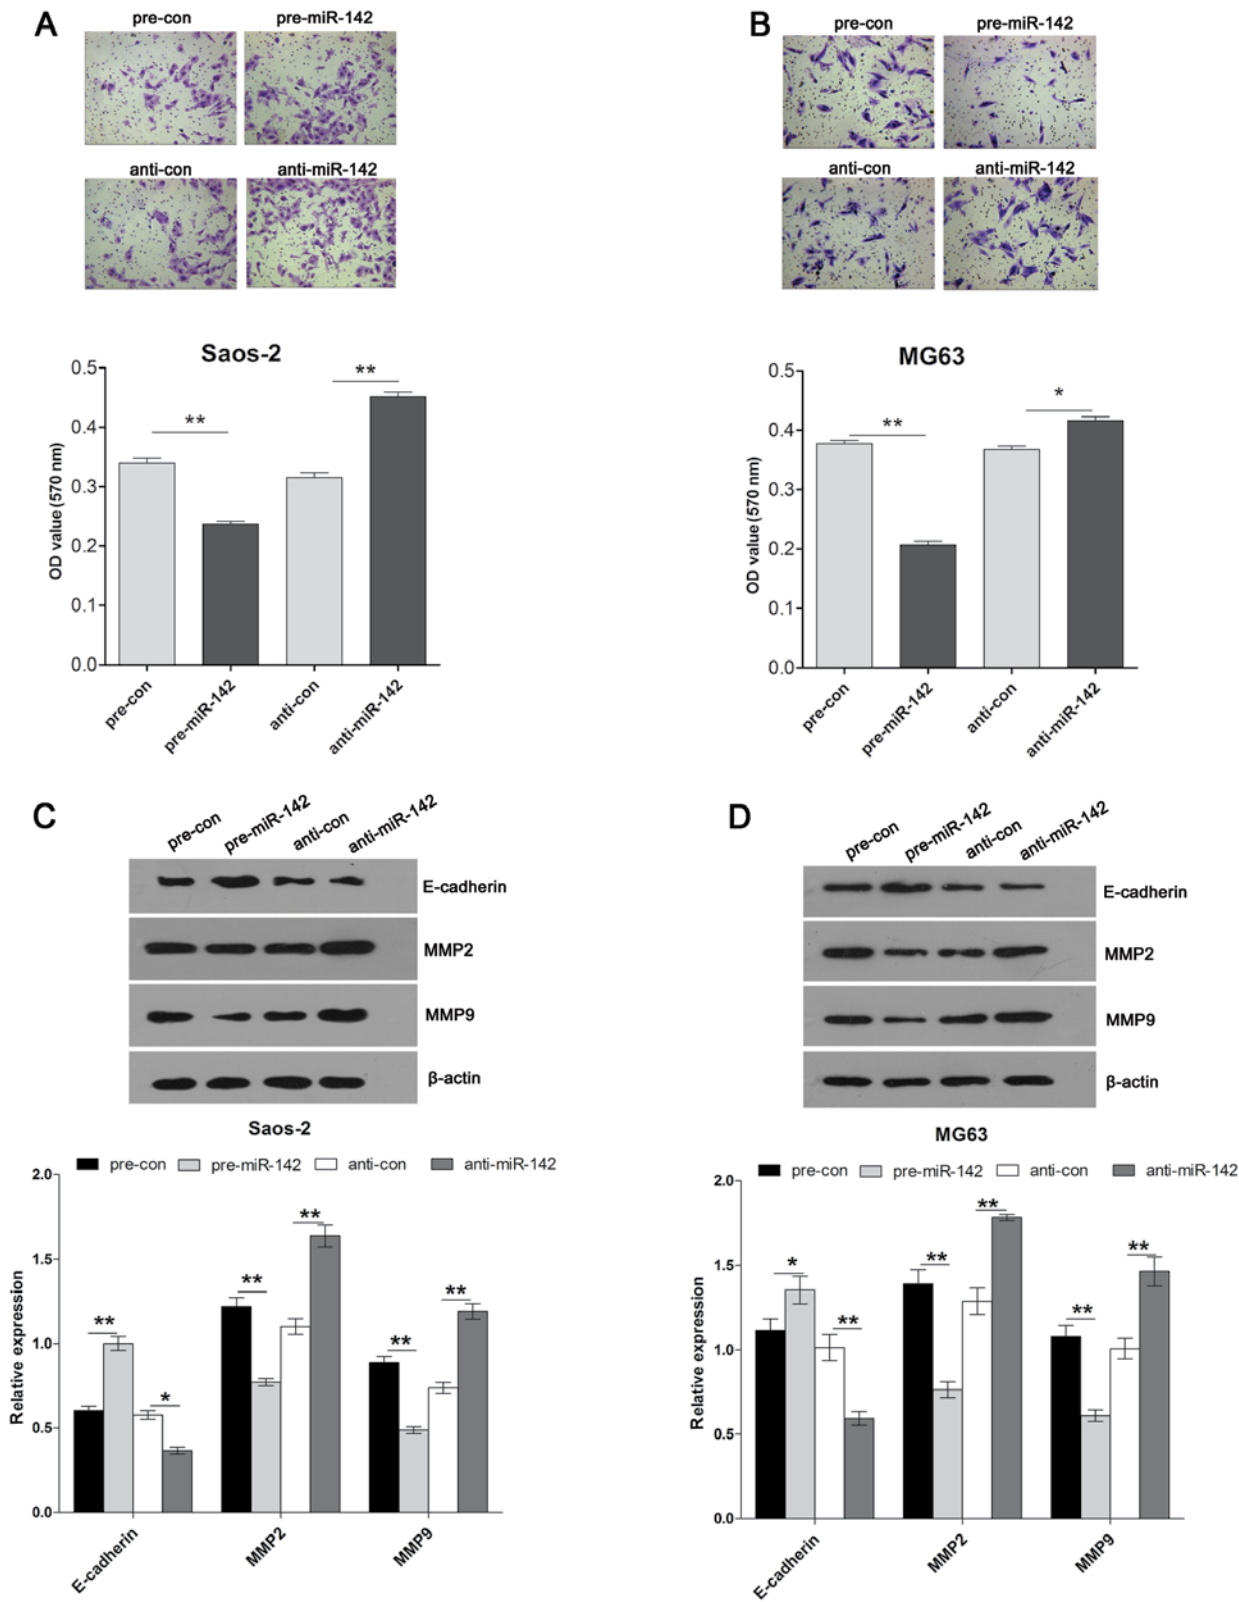 A
pre-con pre-miR-142
anti-con anti-miR-142
Saos-2
OD value (570 nm)
0.5
0.4
0.3
0.2
0.1
0.0
** **
pre-con pre-miR-142 anti-con anti-miR-142
B
pre-con pre-miR-142
anti-con anti-miR-142
MG63
OD value (570 nm)
0.5
0.4
0.3
0.2
0.1
0.0
** *
pre-con pre-miR-142 anti-con anti-miR-142
C
pre-con pre-miR-142 anti-con anti-miR-142
E-cadherin
MMP2
MMP9
β-actin
Saos-2
pre-con pre-miR-142 anti-con anti-miR-142
Relative expression
2.0
1.5
1.0
0.5
0.0
** * ** ** ** **
E-cadherin MMP2 MMP9
D
pre-con pre-miR-142 anti-con anti-miR-142
E-cadherin
MMP2
MMP9
β-actin
MG63
pre-con pre-miR-142 anti-con anti-miR-142
Relative expression
2.0
1.5
1.0
0.5
0.0
* ** ** ** ** **
E-cadherin MMP2 MMP9